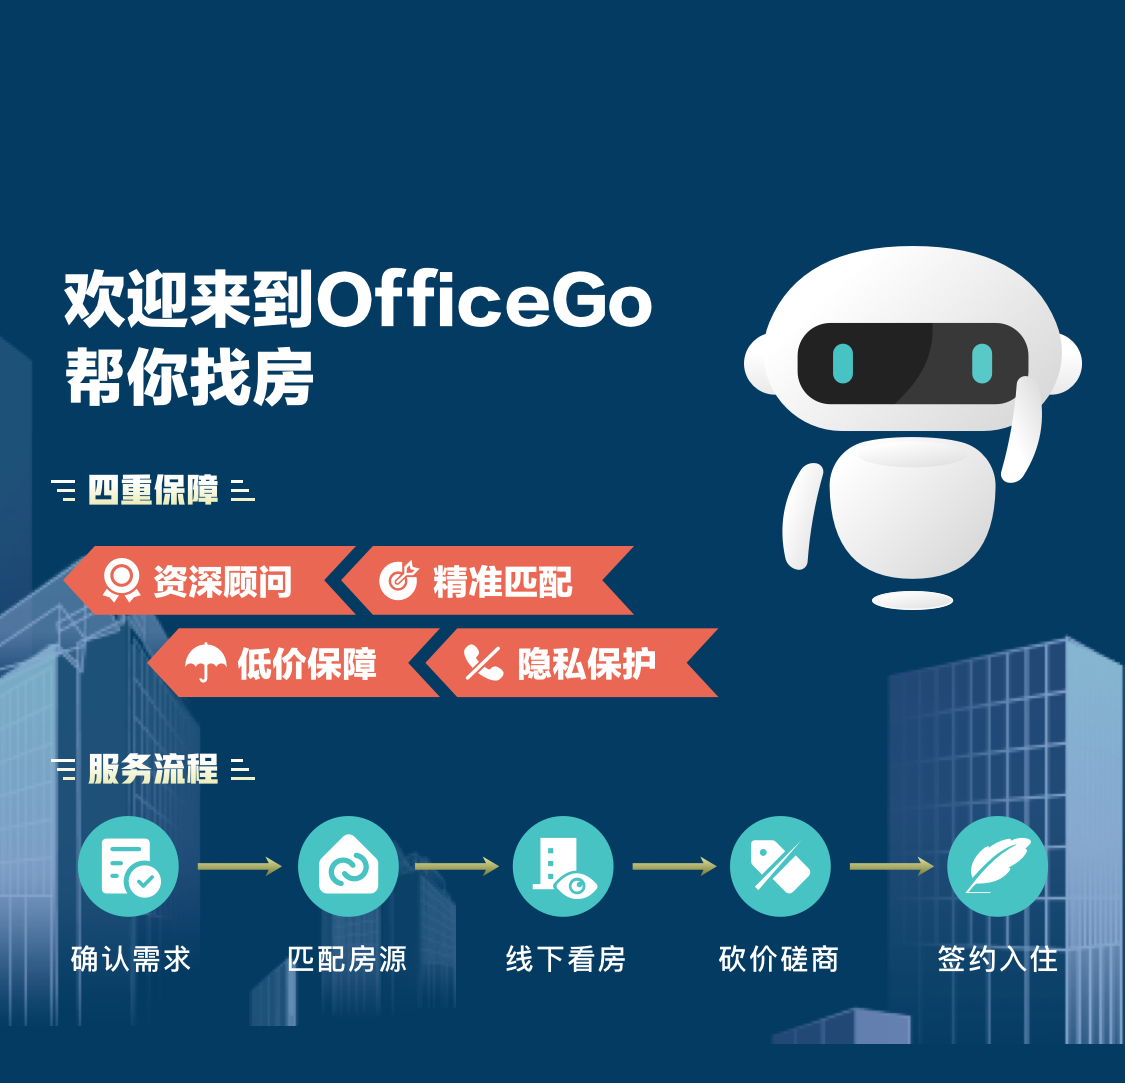 欢迎来到OfficeGo
帮你找房
四重保障
资深顾问
精准匹配
低价保障
隐私保护
服务流程
确认需求
匹配房源
线下看房
砍价磋商
签约入住